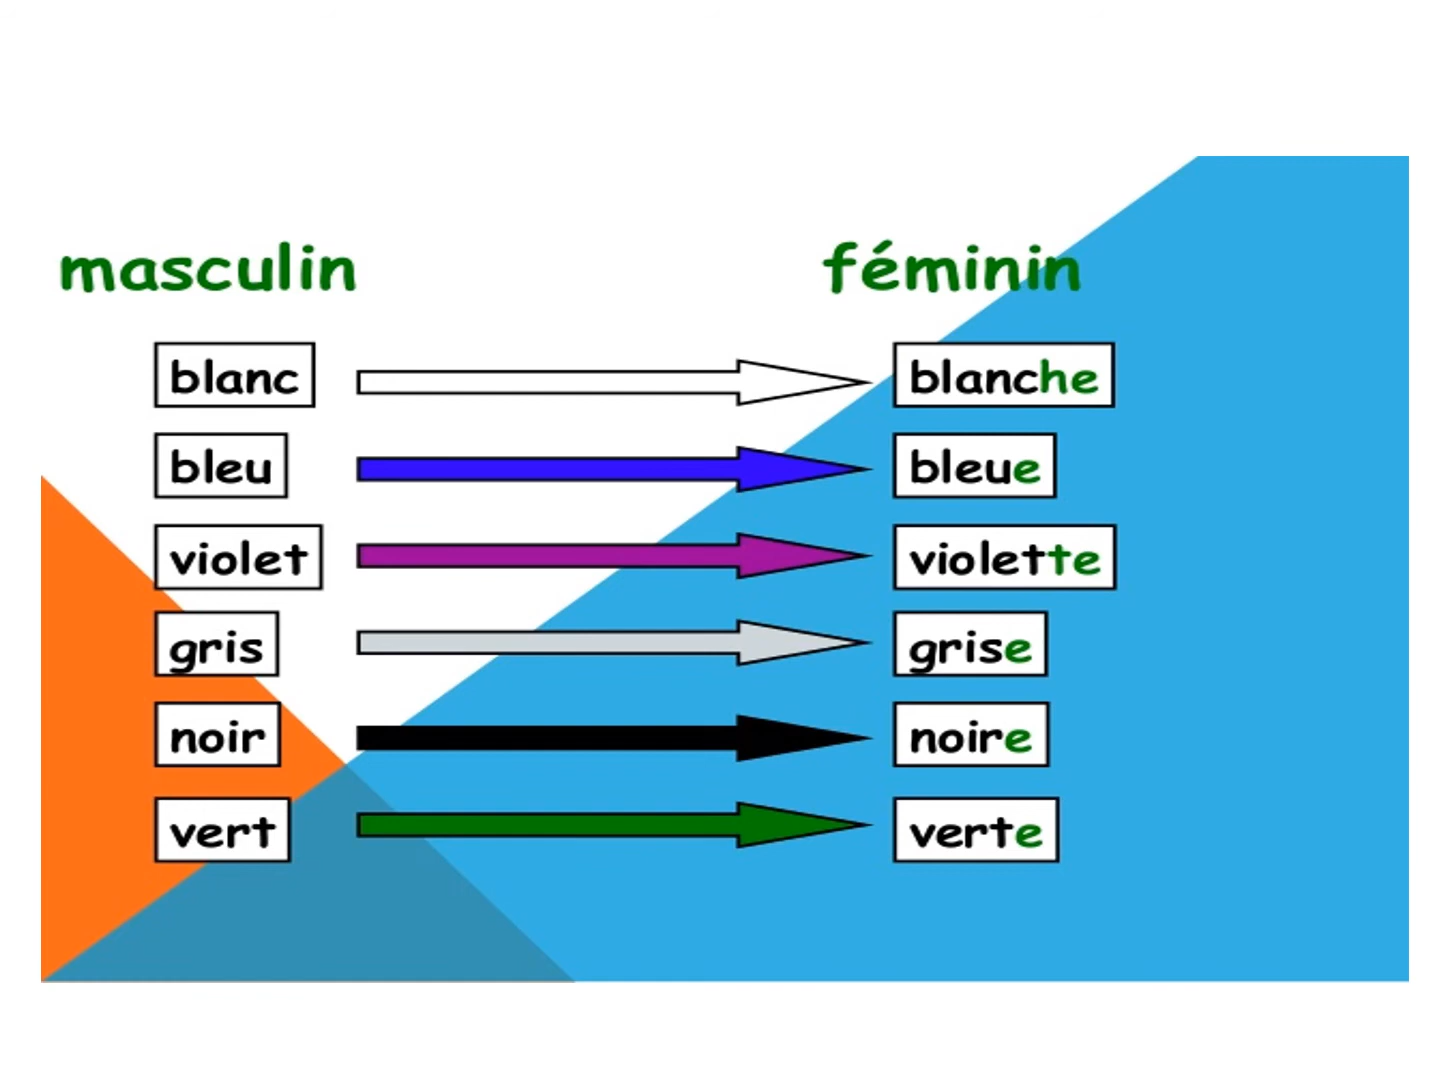 masculin féminin
blanc blanche
bleu bleue
violet violette
gris grise
noir noire
vert verte